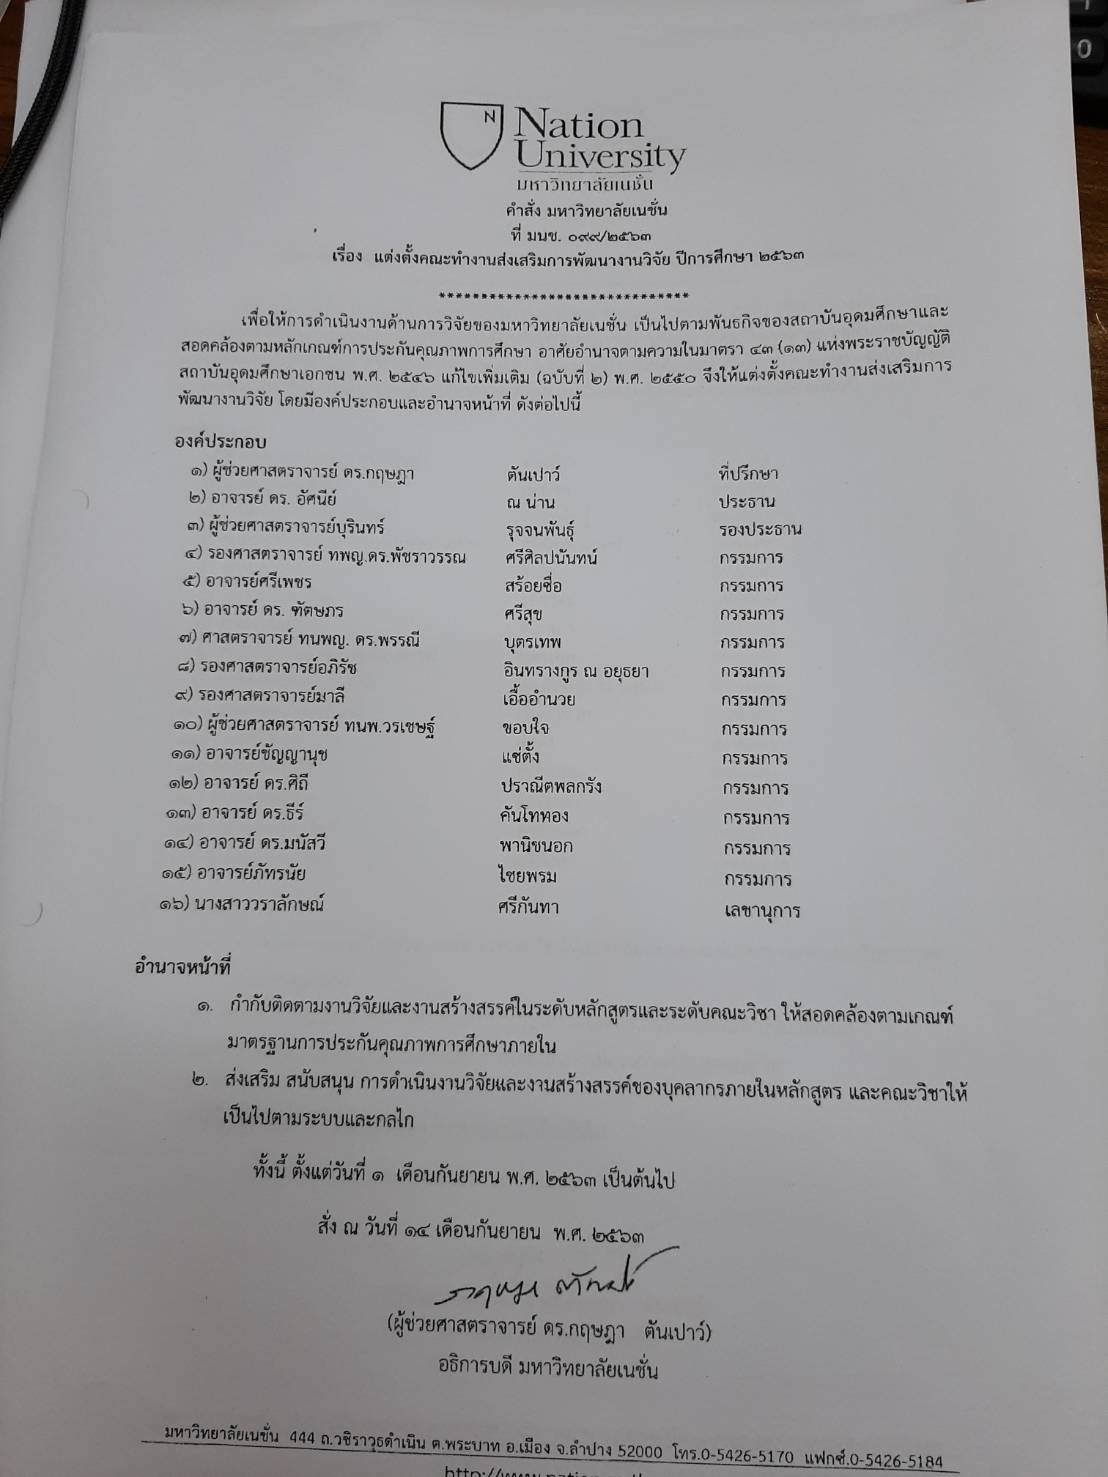 N
Nation
University
มหาวิทยาลัยเนชั่น
คำสั่ง มหาวิทยาลัยเนชั่น
ที่ มนช. ๐๙๙/๒๕๖๓
เรื่อง แต่งตั้งคณะทำงานส่งเสริมการพัฒนางานวิจัย ปีการศึกษา ๒๕๖๓
******************************
เพื่อให้การดำเนินงานด้านการวิจัยของมหาวิทยาลัยเนชั่น เป็นไปตามพันธกิจของสถาบันอุดมศึกษาและ
สอดคล้องตามหลักเกณฑ์การประกันคุณภาพการศึกษา อาศัยอำนาจตามความในมาตรา ๔๓ (๑๓) แห่งพระราชบัญญัติ
สถาบันอุดมศึกษาเอกชน พ.ศ. ๒๕๔๖ แก้ไขเพิ่มเติม (ฉบับที่ ๒) พ.ศ. ๒๕๕๐ จึงให้แต่งตั้งคณะทำงานส่งเสริมการ
พัฒนางานวิจัย โดยมีองค์ประกอบและอำนาจหน้าที่ ดังต่อไปนี้
องค์ประกอบ
๑) ผู้ช่วยศาสตราจารย์ ดร.กฤษฎา ตันเปาว์ ที่ปรึกษา
๒) อาจารย์ ดร. อัศนีย์ ณ น่าน ประธาน
๓) ผู้ช่วยศาสตราจารย์บุรินทร์ รุจจนพันธุ์ รองประธาน
๔) รองศาสตราจารย์ ทพญ.ดร.พัชราวรรณ ศรีศิลปนันทน์ กรรมการ
๕) อาจารย์ศรีเพชร สร้อยชื่อ กรรมการ
๖) อาจารย์ ดร. ฑัตษภร ศรีสุข กรรมการ
๗) ศาสตราจารย์ ทนพญ. ดร.พรรณี บุตรเทพ กรรมการ
๘) รองศาสตราจารย์อภิรัช อินทรางกูร ณ อยุธยา กรรมการ
๙) รองศาสตราจารย์มาลี เอื้ออำนวย กรรมการ
๑๐) ผู้ช่วยศาสตราจารย์ ทนพ.วรเชษฐ์ ขอบใจ กรรมการ
๑๑) อาจารย์ชัญญานุช แซ่ตั้ง กรรมการ
๑๒) อาจารย์ ดร.ศิถี ปราณีตพลกรัง กรรมการ
๑๓) อาจารย์ ดร.ธีร์ คันโททอง กรรมการ
๑๔) อาจารย์ ดร.มนัสวี พานิชนอก กรรมการ
๑๕) อาจารย์ภัทรนัย ไชยพรม กรรมการ
๑๖) นางสาววราลักษณ์ ศรีกันทา เลขานุการ
อำนาจหน้าที่
๑. กำกับติดตามงานวิจัยและงานสร้างสรรค์ในระดับหลักสูตรและระดับคณะวิชา ให้สอดคล้องตามเกณฑ์
มาตรฐานการประกันคุณภาพการศึกษาภายใน
๒. ส่งเสริม สนับสนุน การดำเนินงานวิจัยและงานสร้างสรรค์ของบุคลากรภายในหลักสูตร และคณะวิชาให้
เป็นไปตามระบบและกลไก
ทั้งนี้ ตั้งแต่วันที่ ๑ เดือนกันยายน พ.ศ. ๒๕๖๓ เป็นต้นไป
สั่ง ณ วันที่ ๑๔ เดือนกันยายน พ.ศ. ๒๕๖๓
(ผู้ช่วยศาสตราจารย์ ดร.กฤษฎา ตันเปาว์)
อธิการบดี มหาวิทยาลัยเนชั่น
มหาวิทยาลัยเนชั่น 444 ถ.วชิราวุธดำเนิน ต.พระบาท อ.เมือง จ.ลำปาง 52000 โทร.0-5426-5170 แฟกซ์.0-5426-5184